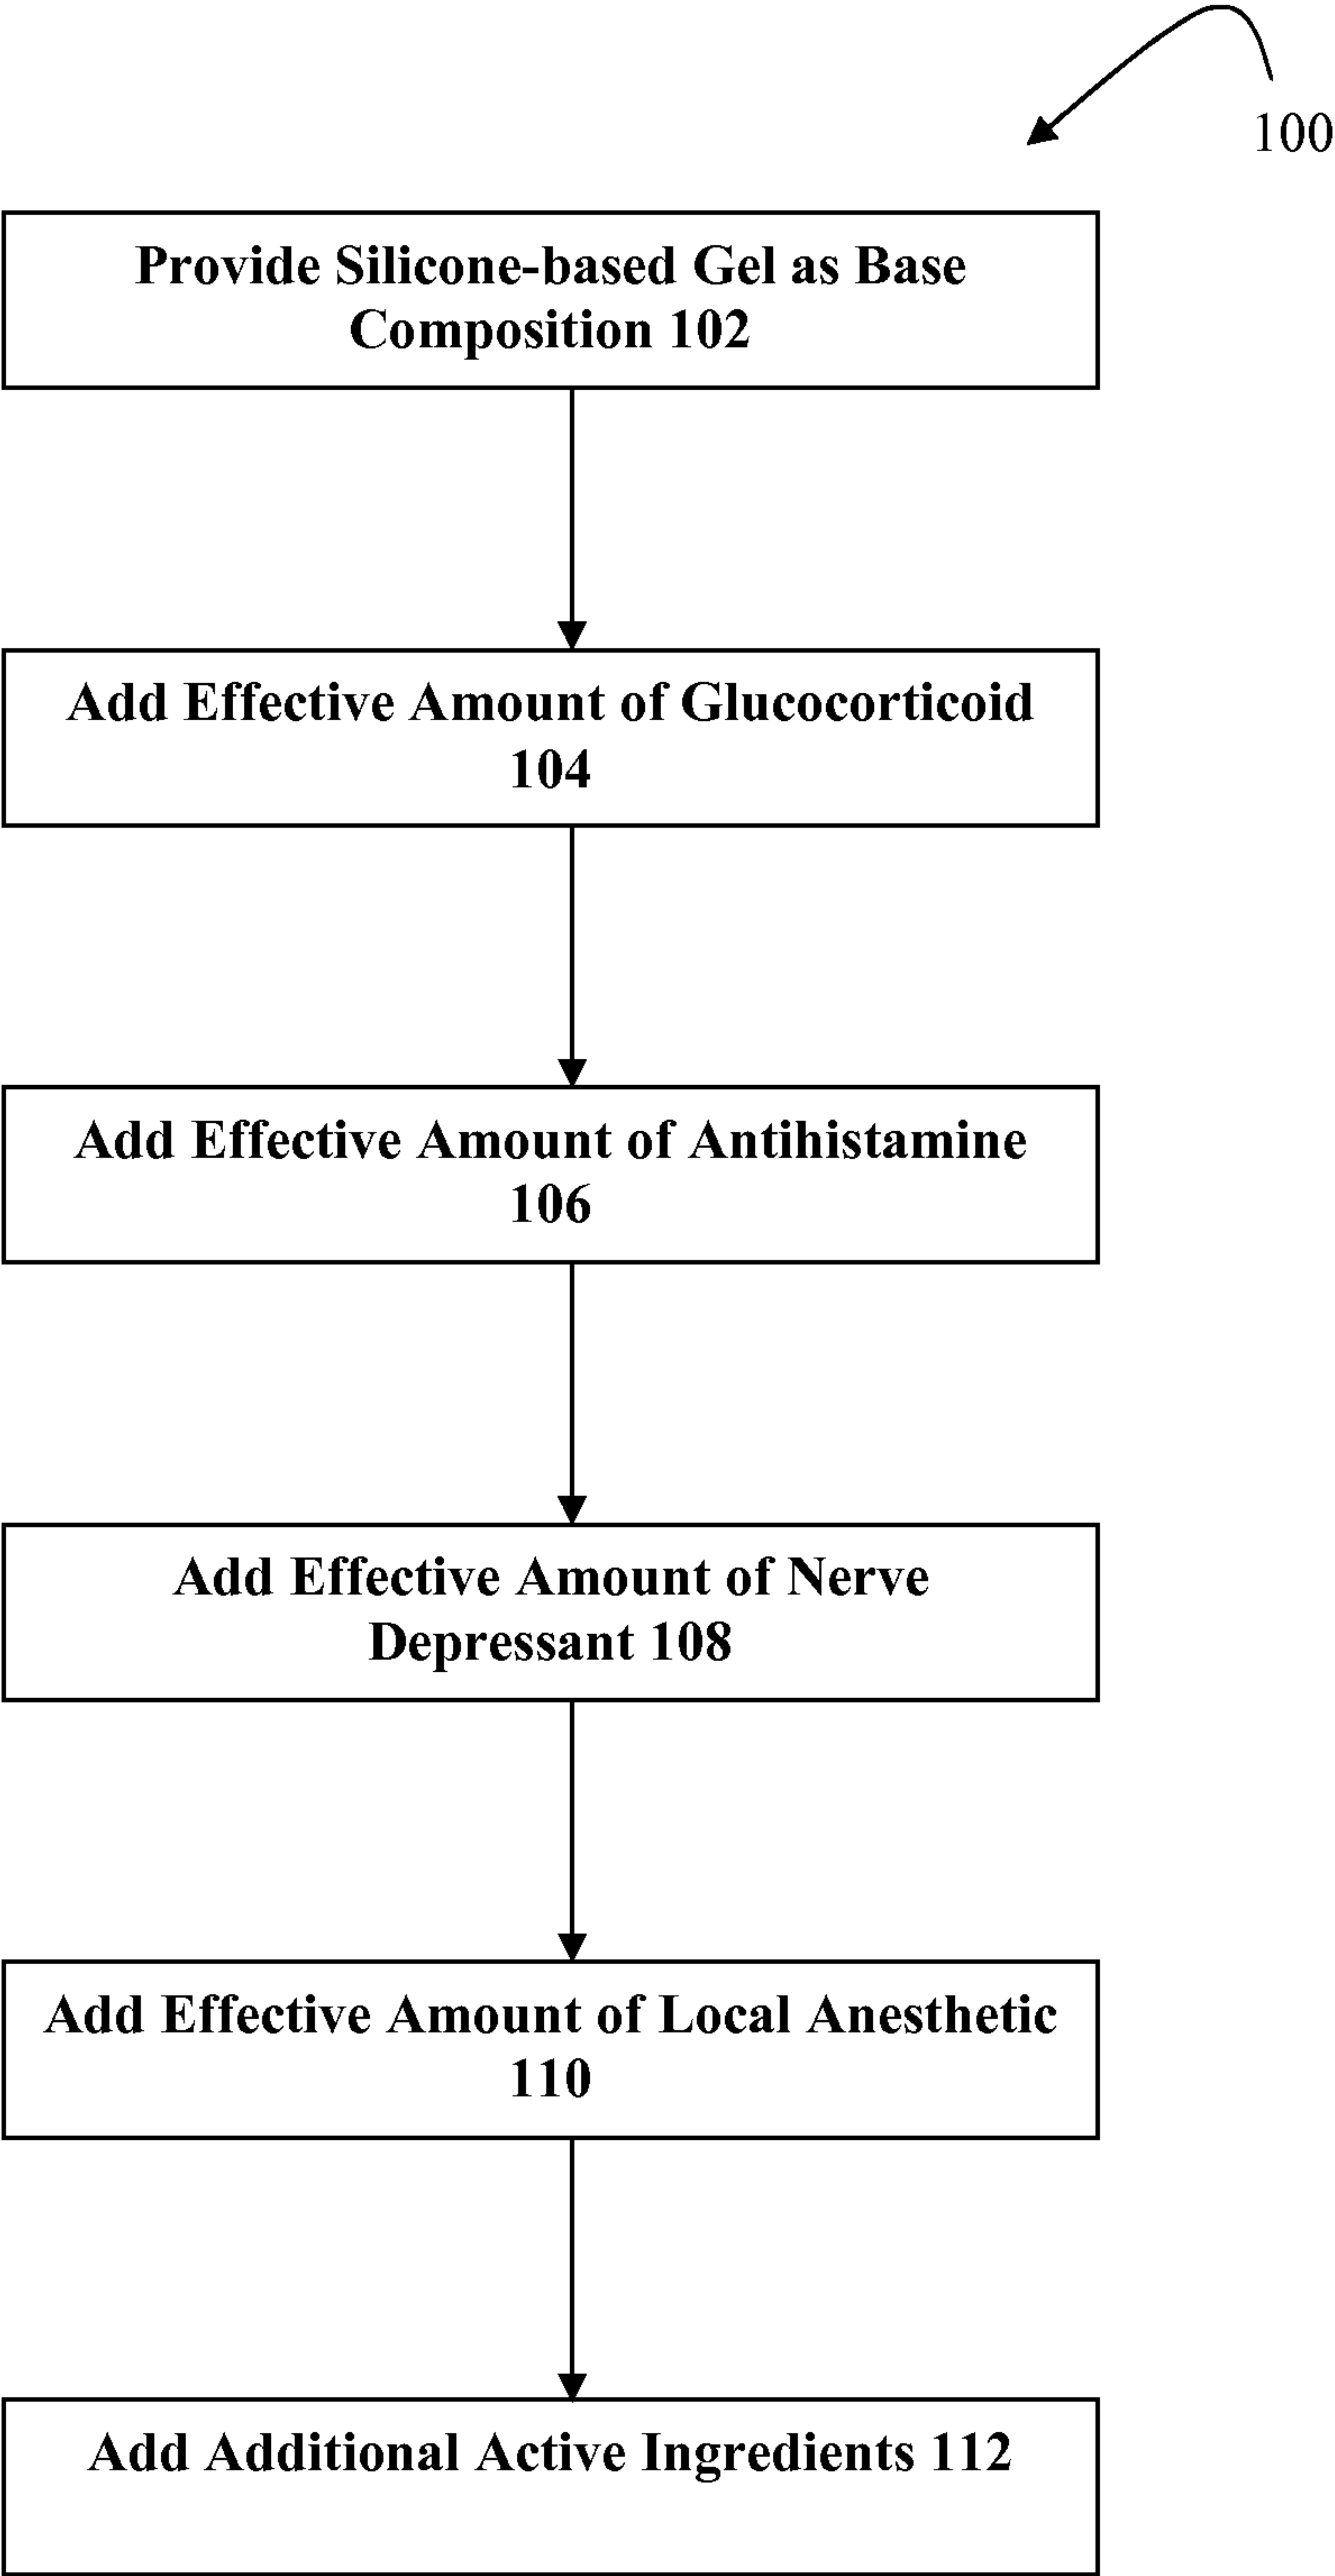 100
Provide Silicone-based Gel as Base
Composition 102
Add Effective Amount of Glucocorticoid
104
Add Effective Amount of Antihistamine
106
Add Effective Amount of Nerve
Depressant 108
Add Effective Amount of Local Anesthetic
110
Add Additional Active Ingredients 112